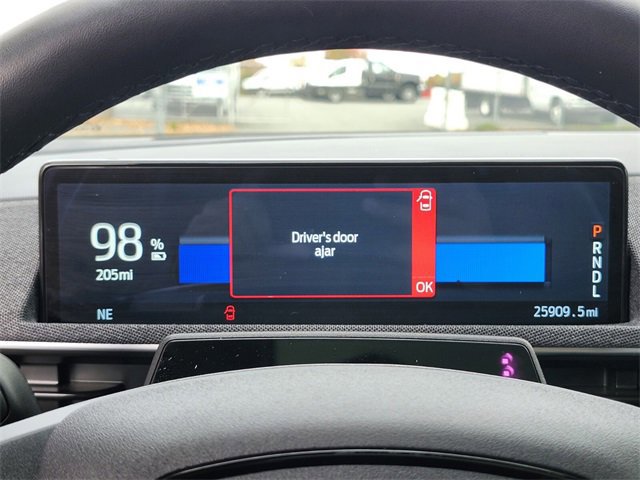 98 %
205mi
Driver's door
ajar
OK
P
R
N
D
L
NE
25909.5 mi